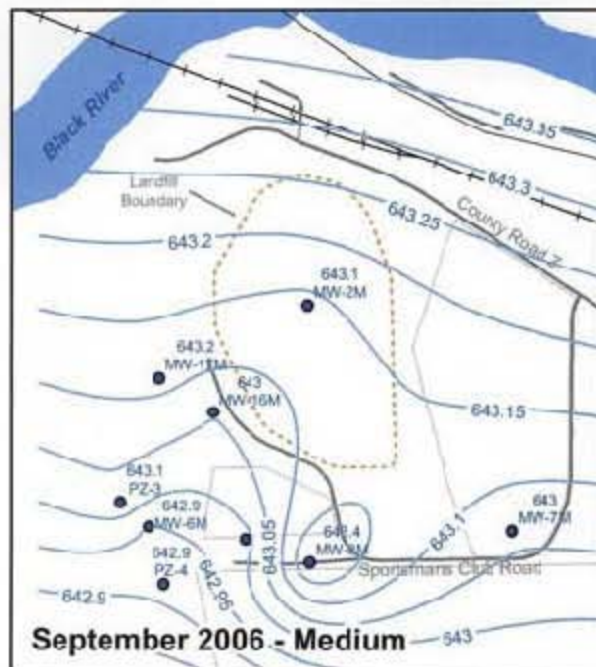 Black River
643.35
643.3
Landfill
Boundary
County Road Z
643.25
643.2
643.1
MW-2M
643.2
643
MW-16M
643.15
643.1
PZ-3
642.9
MW-6M
643
MW-7M
643.1
643.05
642.9
PZ-4
Sportsmans Club Road
642.9
642.95
643
September 2006 - Medium